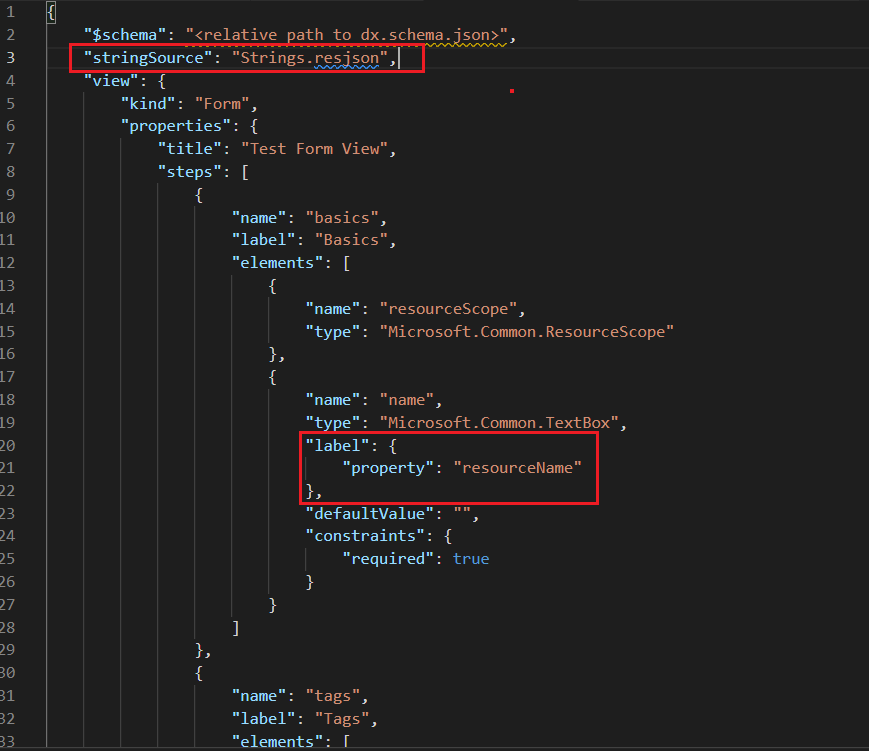 1 {
2 "$schema": "<relative path to dx.schema.json>",
3 "stringSource": "Strings.resjson",
4 "view": {
5 "kind": "Form",
6 "properties": {
7 "title": "Test Form View",
8 "steps": [
9 {
10 "name": "basics",
11 "label": "Basics",
12 "elements": [
13 {
14 "name": "resourceScope",
15 "type": "Microsoft.Common.ResourceScope"
16 },
17 {
18 "name": "name",
19 "type": "Microsoft.Common.TextBox",
20 "label": {
21 "property": "resourceName"
22 },
23 "defaultValue": "",
24 "constraints": {
25 "required": true
26 }
27 }
28 ]
29 },
30 {
31 "name": "tags",
32 "label": "Tags",
33 "elements": [